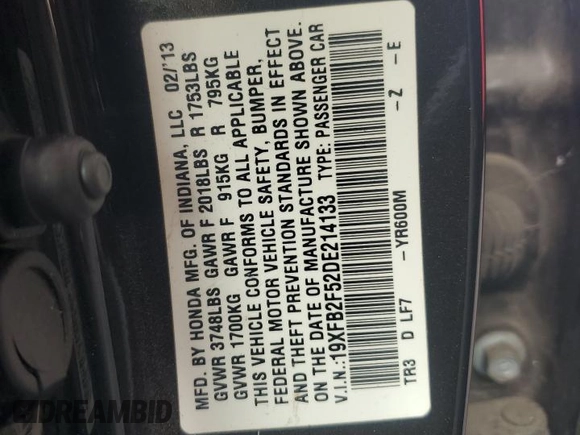 MFD. BY HONDA MFG. OF INDIANA, LLC 02/'13
GVWR 3748LBS GAWR F 2018LBS R 1753LBS
GVWR 1700KG GAWR F 915KG R 795KG
THIS VEHICLE CONFORMS TO ALL APPLICABLE
FEDERAL MOTOR VEHICLE SAFETY, BUMPER,
AND THEFT PREVENTION STANDARDS IN EFFECT
ON THE DATE OF MANUFACTURE SHOWN ABOVE.
V.I.N.:19XFB2F52DE214133 TYPE: PASSENGER CAR
TR3 D LF7 -YR600M -Z -E
EZDREAMBID